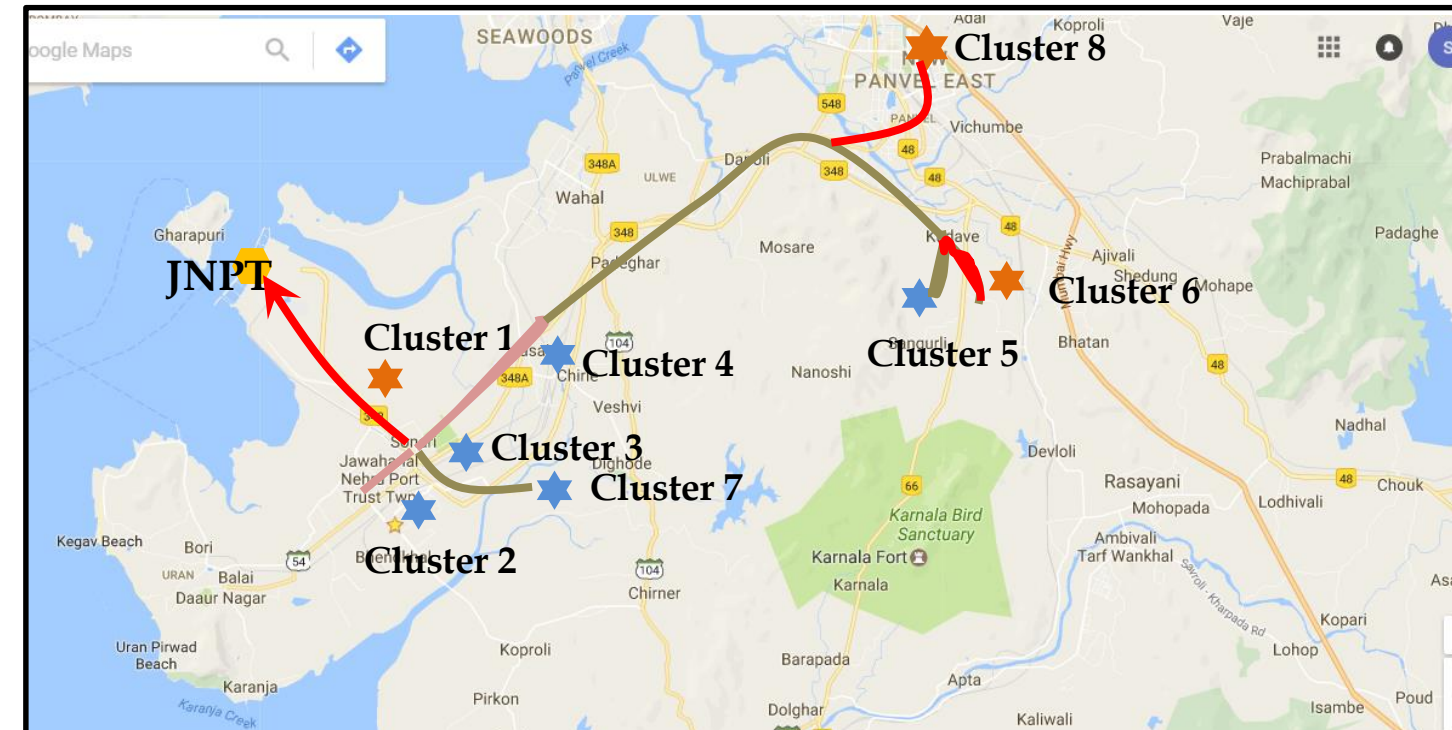 oogle Maps
SEAWOODS
Panvel Creek
Adai
Koproli
Vaje
Cluster 8
PANVEL EAST
548
Vichumbe
48
348A
ULWE
348
48
Wahal
Prabalmachi
Machiprabal
Gharapuri
348
48
Padaghe
Mosare
Padeghar
JNPT
Ajivali
Shedung
Mohape
Cluster 6
Cluster 1
104
Cluster 5
Bhatan
348A
Chirle
Cluster 4
Nanoshi
48
Veshvi
Nadhal
Cluster 3
Dighode
Devloli
Jawaharlal
Nehru Port
Trust Twp
Cluster 7
66
Rasayani
Mohopada
48
Chouk
Lodhivali
Karnala Bird
Sanctuary
Kegav Beach
Bori
54
Cluster 2
Ambivali
Tarf Wankhal
Karnala Fort
URAN
Balai
Daaur Nagar
104
Chirner
Karnala
Savroli - Kharpada Rd
Kopari
Uran Pirwad
Beach
Koproli
Barapada
Lohop
Karanja
Apta
Karanja Creek
Pirkon
Dolghar
Kaliwali
Isambe
Poud